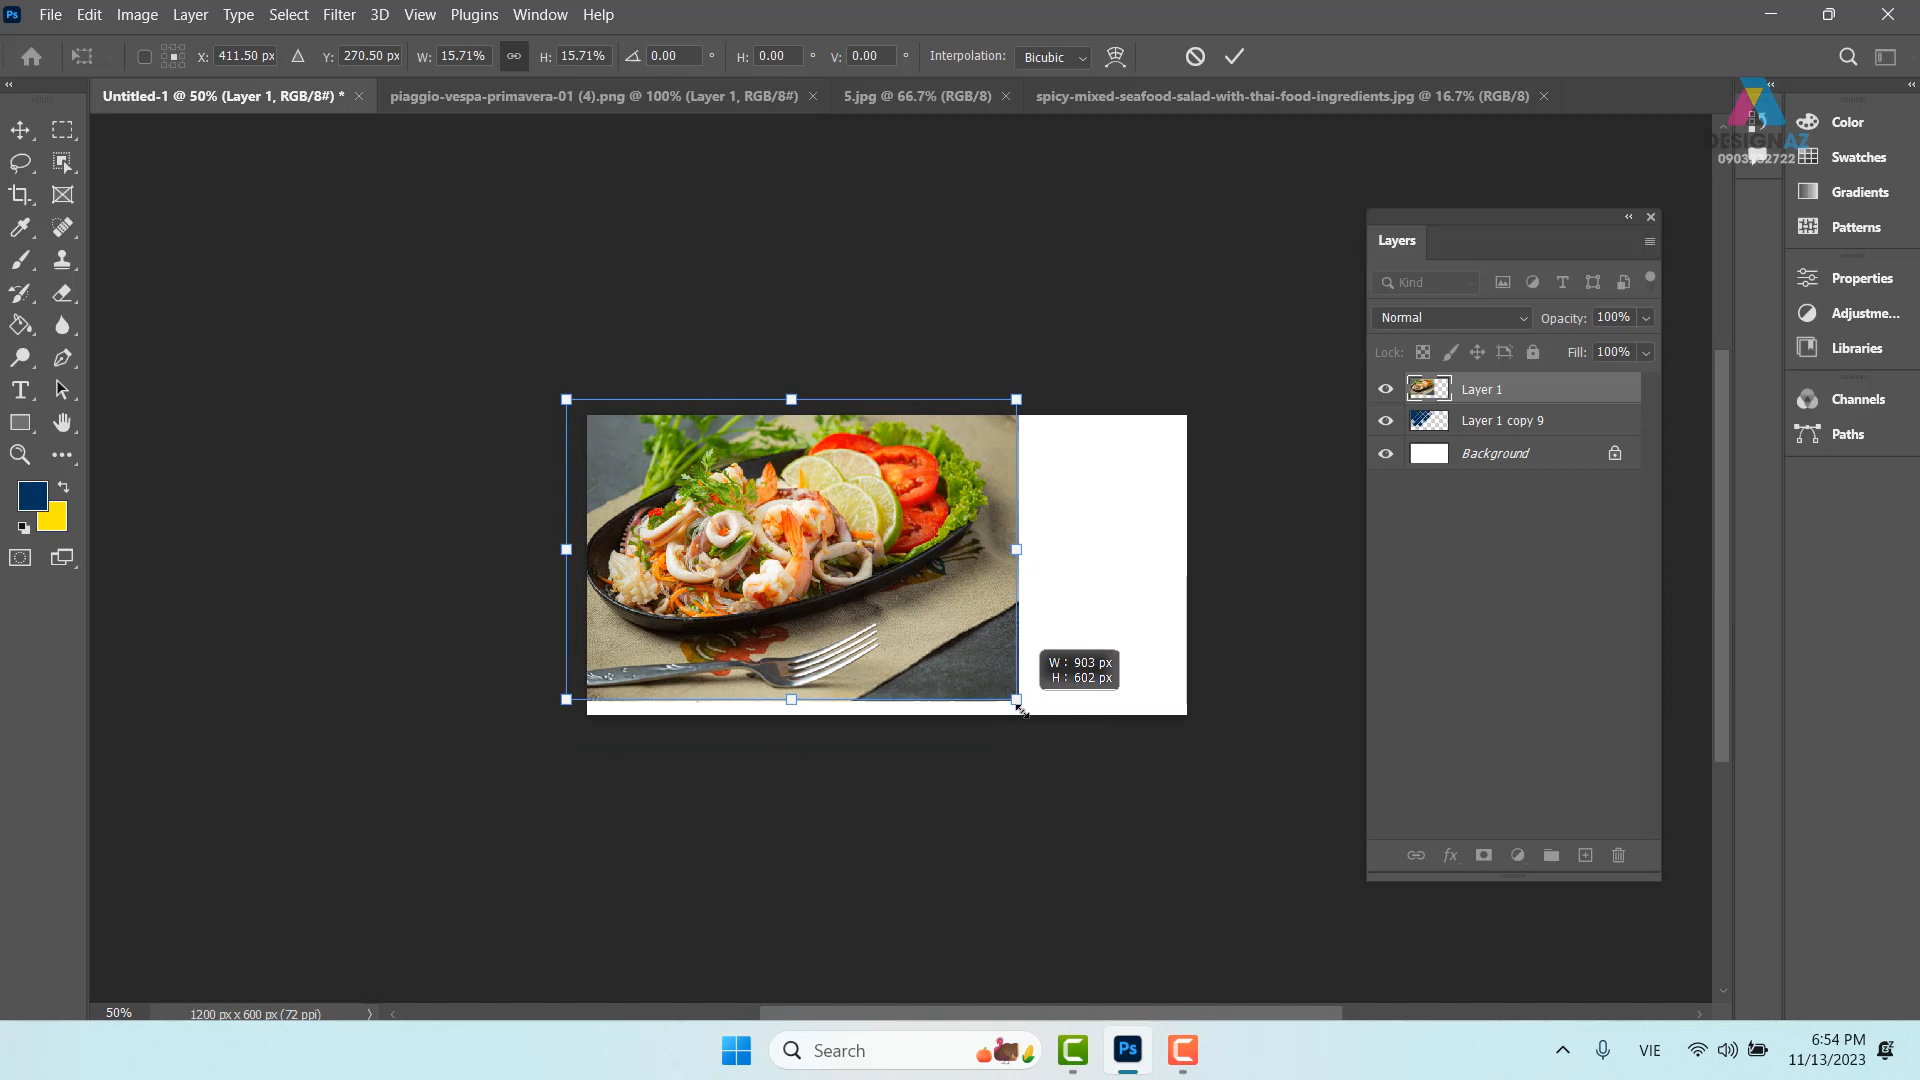 Ps File Edit Image Layer Type Select Filter 3D View Plugins Window Help
X: 411.50 px Y: 270.50 px W: 15.71% H: 15.71% 0.00 ° H: 0.00 ° V: 0.00 ° Interpolation: Bicubic
Untitled-1 @ 50% (Layer 1, RGB/8#) * piaggio-vespa-primavera-01 (4).png @ 100% (Layer 1, RGB/8#) 5.jpg @ 66.7% (RGB/8) spicy-mixed-seafood-salad-with-thai-food-ingredients.jpg @ 16.7% (RGB/8)
DESIGN AZ
Color
Swatches
Gradients
Patterns
Properties
Adjustme...
Libraries
Channels
Paths
Layers
Kind
Normal Opacity: 100%
Lock: Fill: 100%
Layer 1
Layer 1 copy 9
Background
fx
W : 903 px
H : 602 px
50% 1200 px x 600 px (72 ppi)
Search
Ps
VIE
6:54 PM
11/13/2023